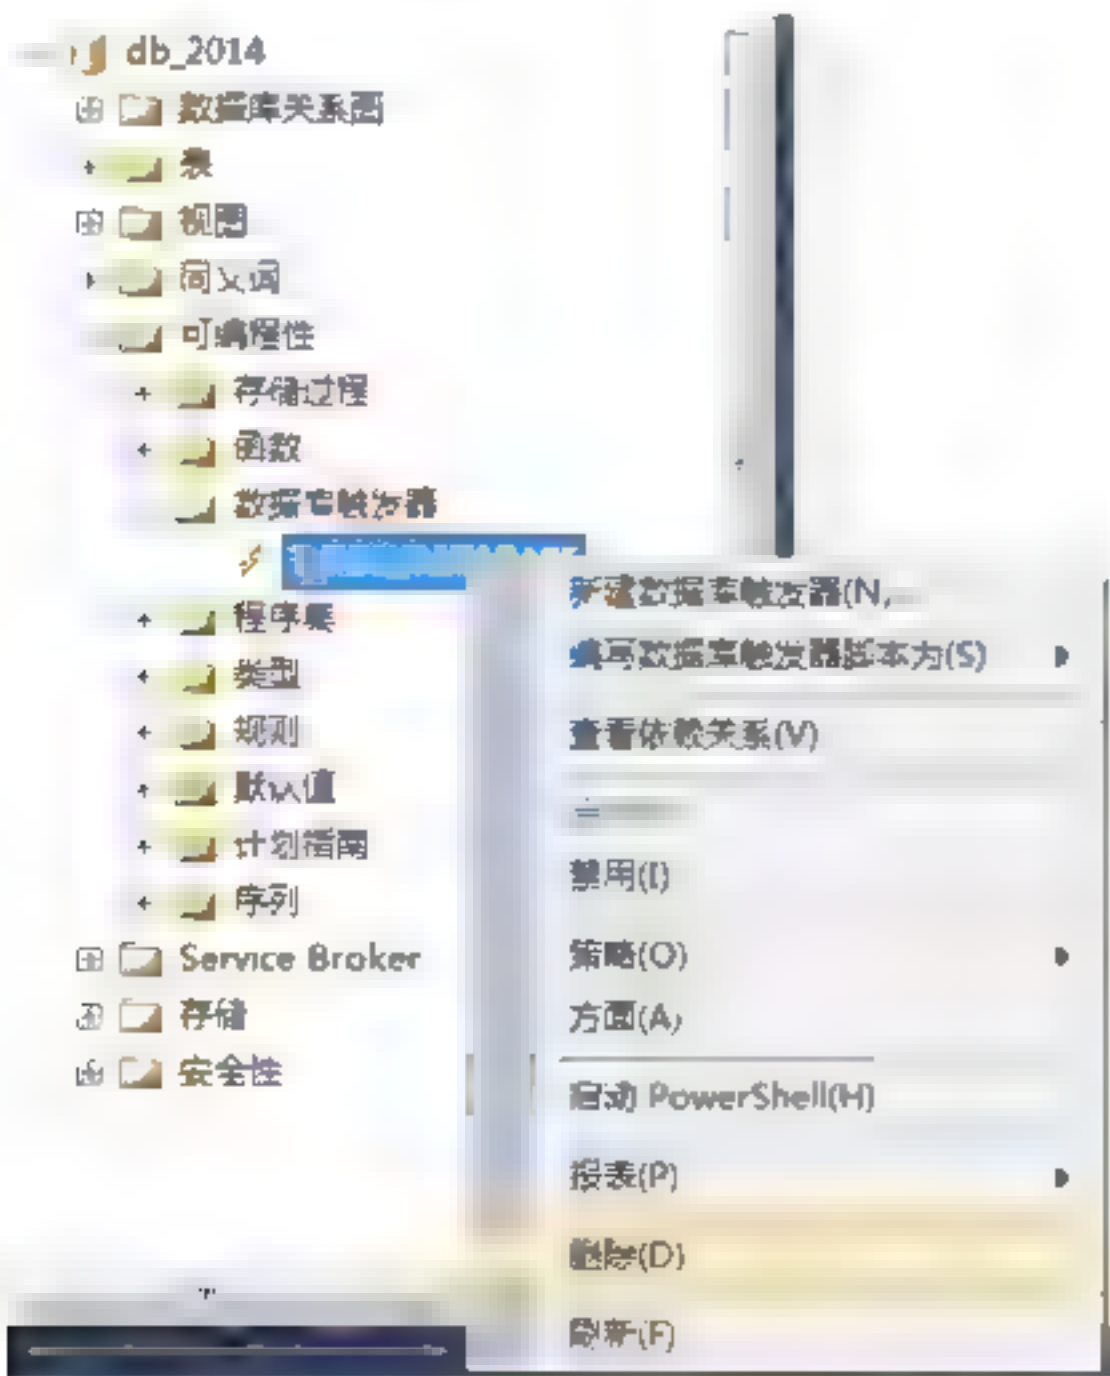 db_2014
数据库关系图
表
视图
同义词
可编程性
存储过程
函数
数据库触发器
程序集
类型
规则
默认值
计划指南
序列
Service Broker
存储
安全性
新建数据库触发器(N)...
编写数据库触发器脚本为(S)
查看依赖关系(V)
禁用(I)
策略(O)
方面(A)
启动 PowerShell(H)
报表(P)
删除(D)
刷新(F)